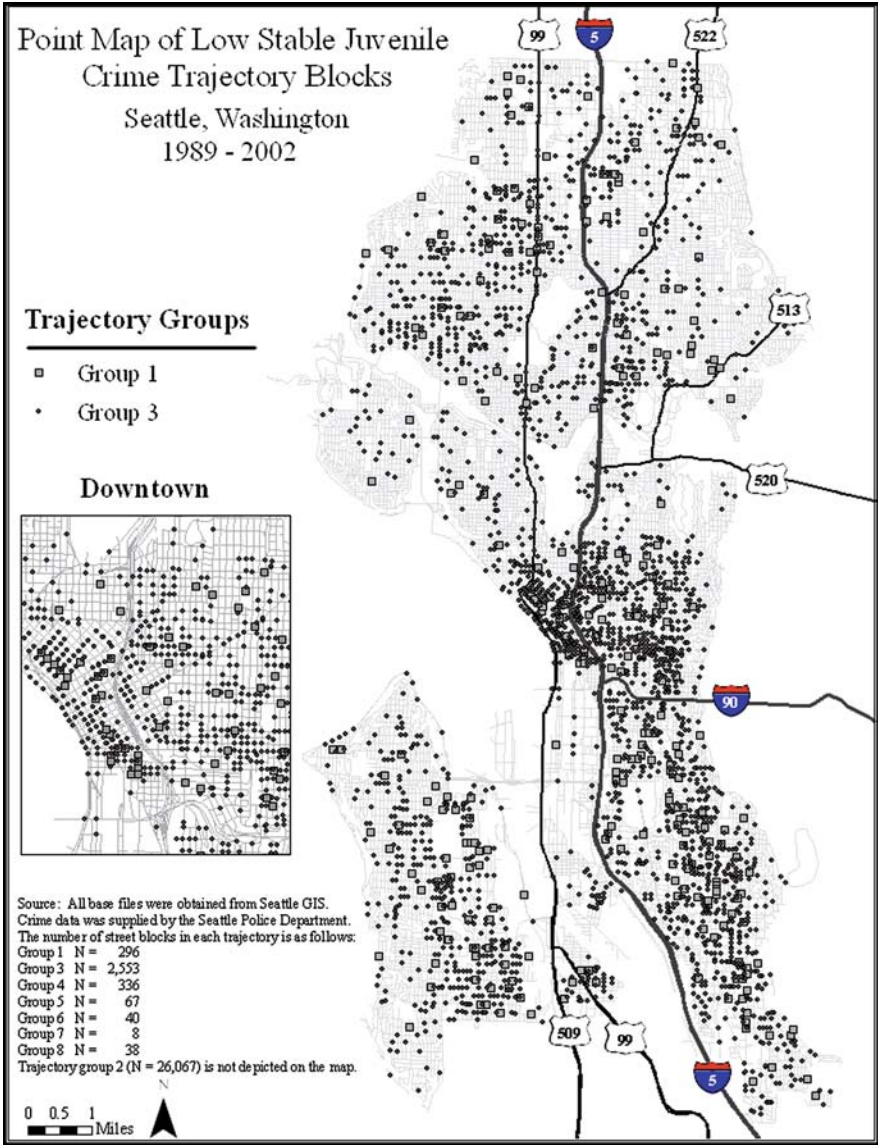 Point Map of Low Stable Juvenile
Crime Trajectory Blocks
Seattle, Washington
1989 - 2002
99
5
522
513
Trajectory Groups
Group 1
Group 3
Downtown
520
90
Source: All base files were obtained from Seattle GIS.
Crime data was supplied by the Seattle Police Department.
The number of street blocks in each trajectory is as follows:
Group 1 N = 296
Group 3 N = 2,553
Group 4 N = 336
Group 5 N = 67
Group 6 N = 40
Group 7 N = 8
Group 8 N = 38
Trajectory group 2 (N = 26,067) is not depicted on the map.
509
99
5
N
0 0.5 1
Miles